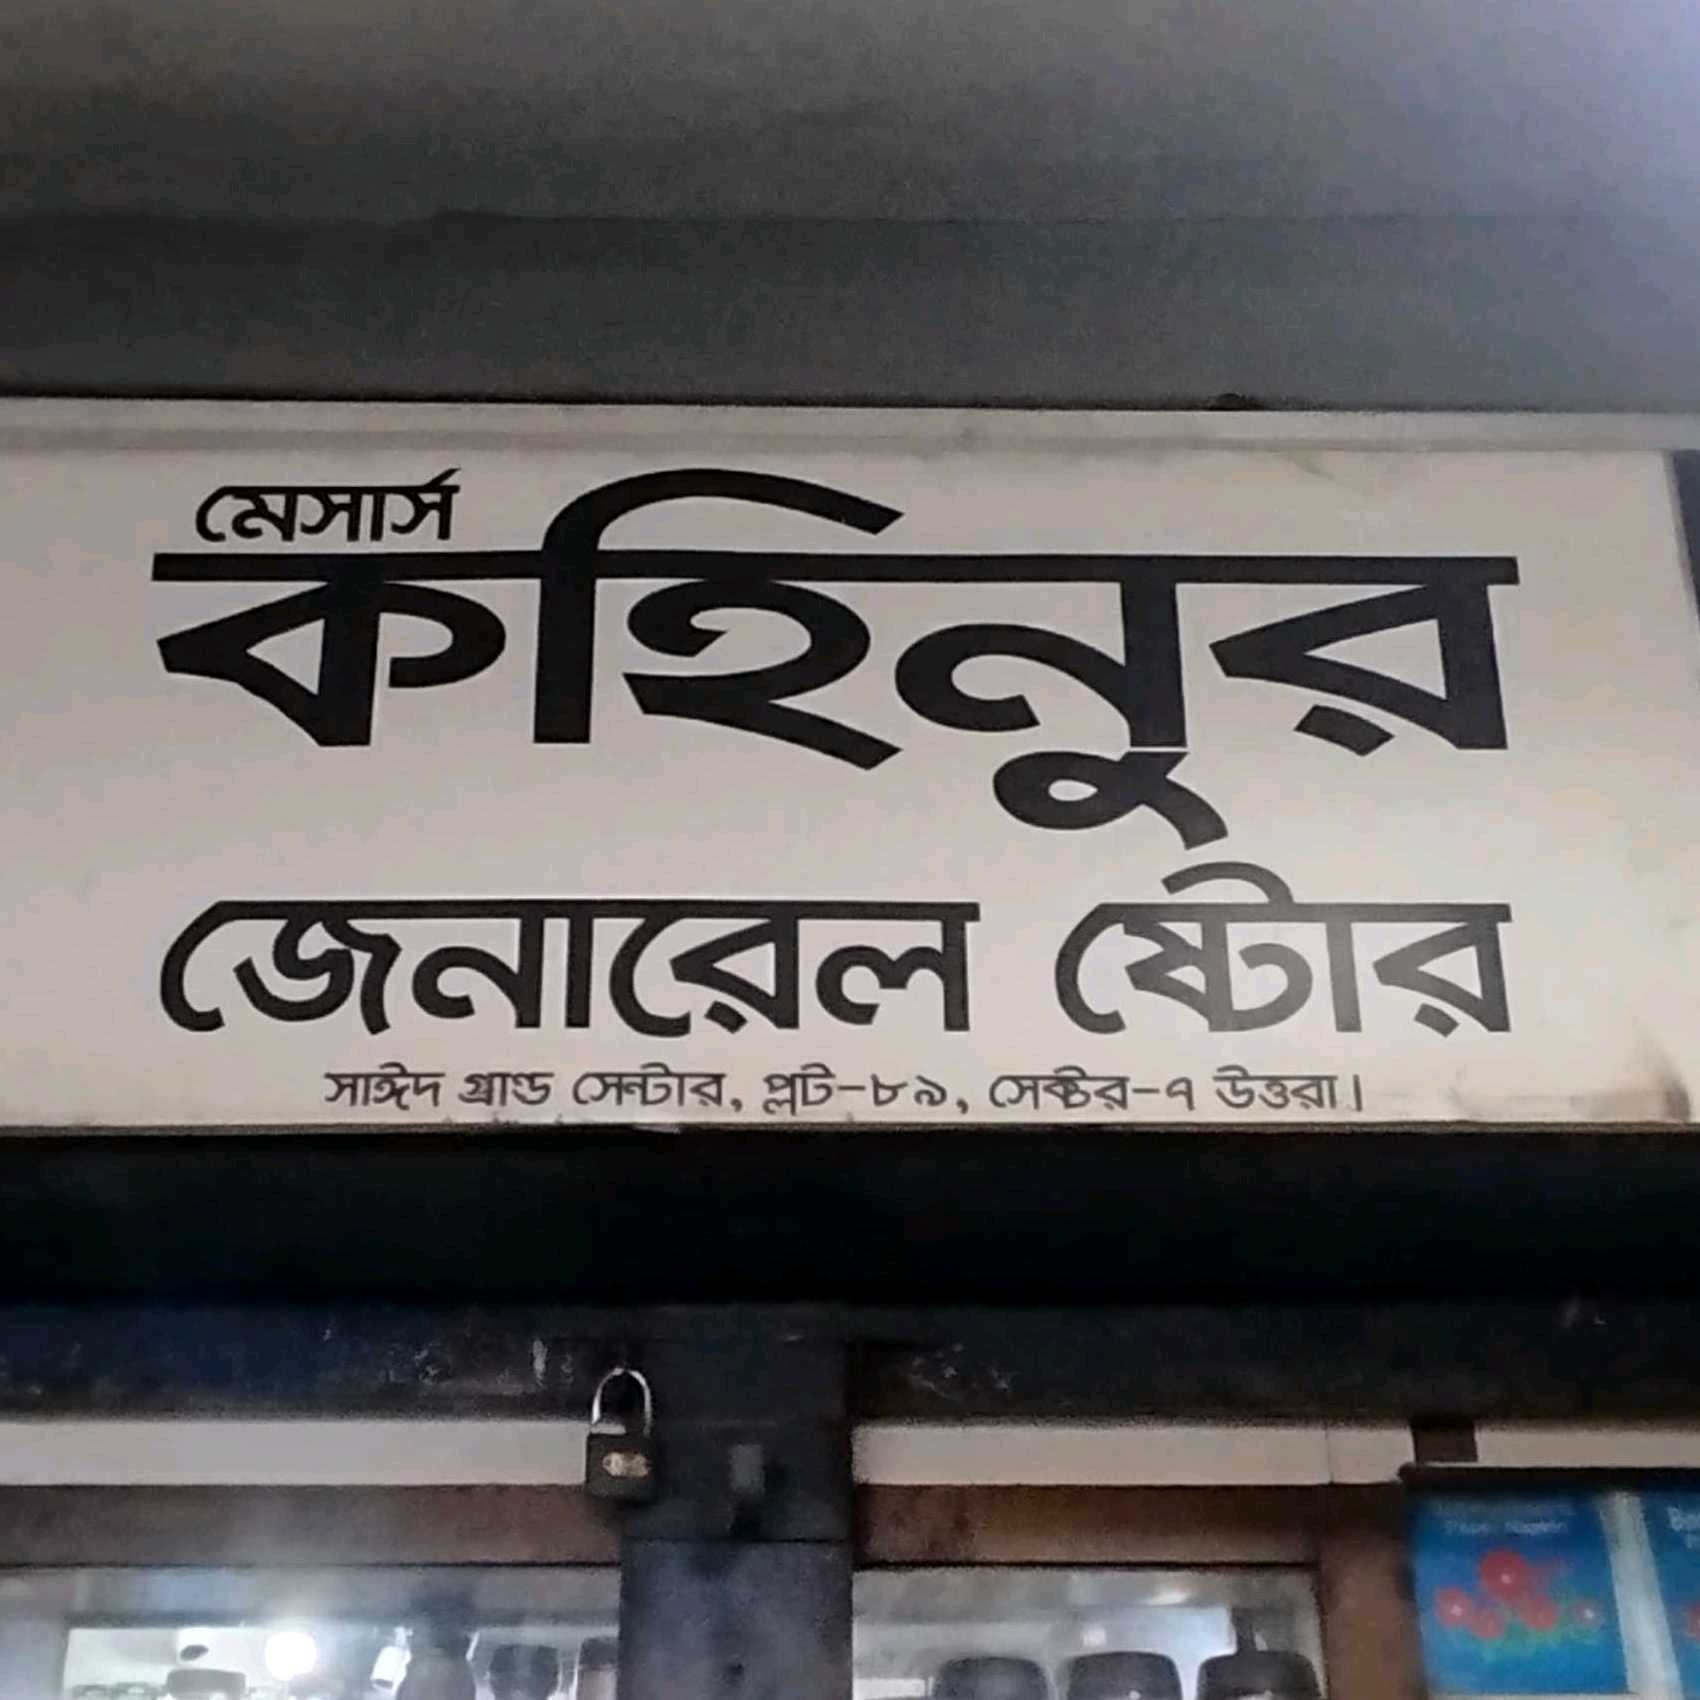 মেসার্স
কহিনুর
জেনারেল ষ্টোর
সাঈদ গ্রাণ্ড সেন্টার, প্লট-৮৯, সেক্টর-৭ উত্তরা।